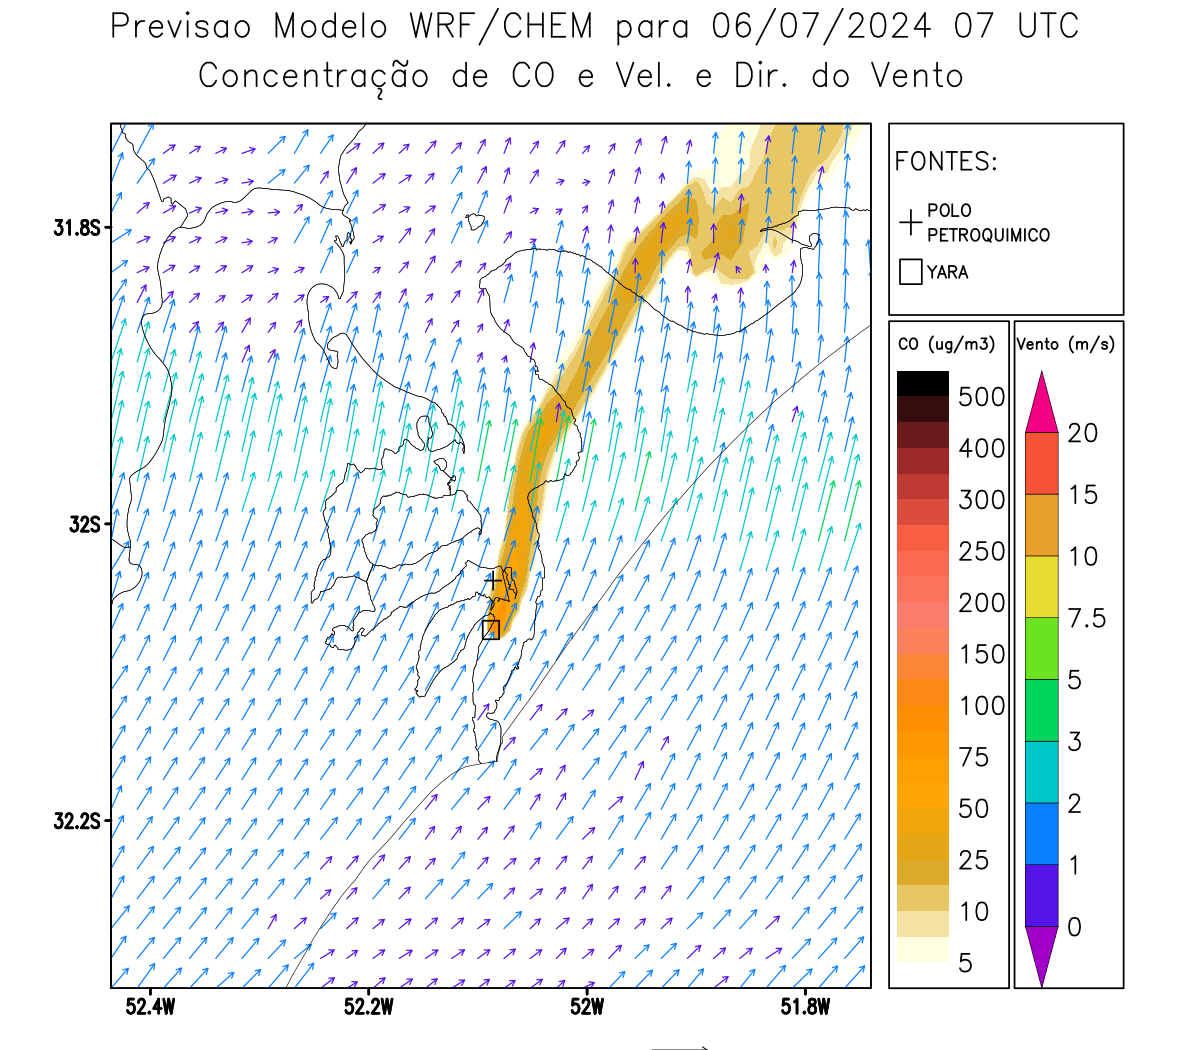 Previsao Modelo WRF/CHEM para 06/07/2024 07 UTC
Concentração de CO e Vel. e Dir. do Vento
FONTES:
POLO
PETROQUIMICO
YARA
CO (ug/m3)
500
400
300
250
200
150
100
75
50
25
10
5
Vento (m/s)
20
15
10
7.5
5
3
2
1
0
31.8S
32S
32.2S
52.4W
52.2W
52W
51.8W